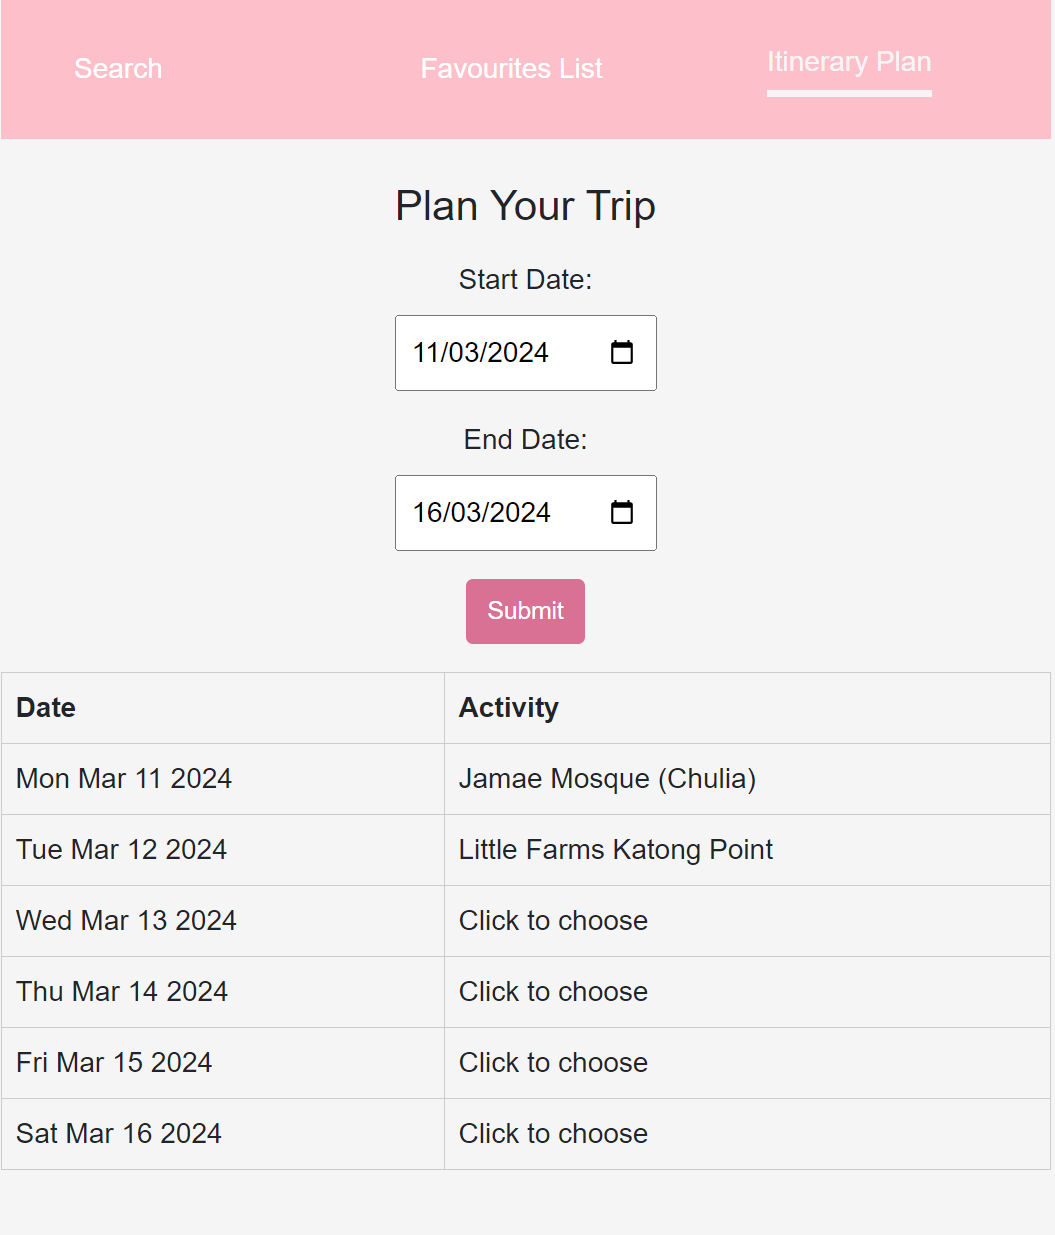 Search Favourites List Itinerary Plan
Plan Your Trip
Start Date:
11/03/2024
End Date:
16/03/2024
Submit
Date Activity
Mon Mar 11 2024 Jamae Mosque (Chulia)
Tue Mar 12 2024 Little Farms Katong Point
Wed Mar 13 2024 Click to choose
Thu Mar 14 2024 Click to choose
Fri Mar 15 2024 Click to choose
Sat Mar 16 2024 Click to choose